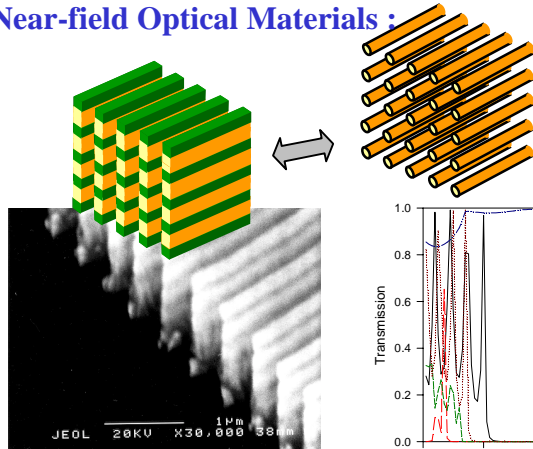 Near-field Optical Materials :
1.0
0.8
0.6
0.4
0.2
0.0
Transmission
1µm
JEOL 20KV X30,000 38mm